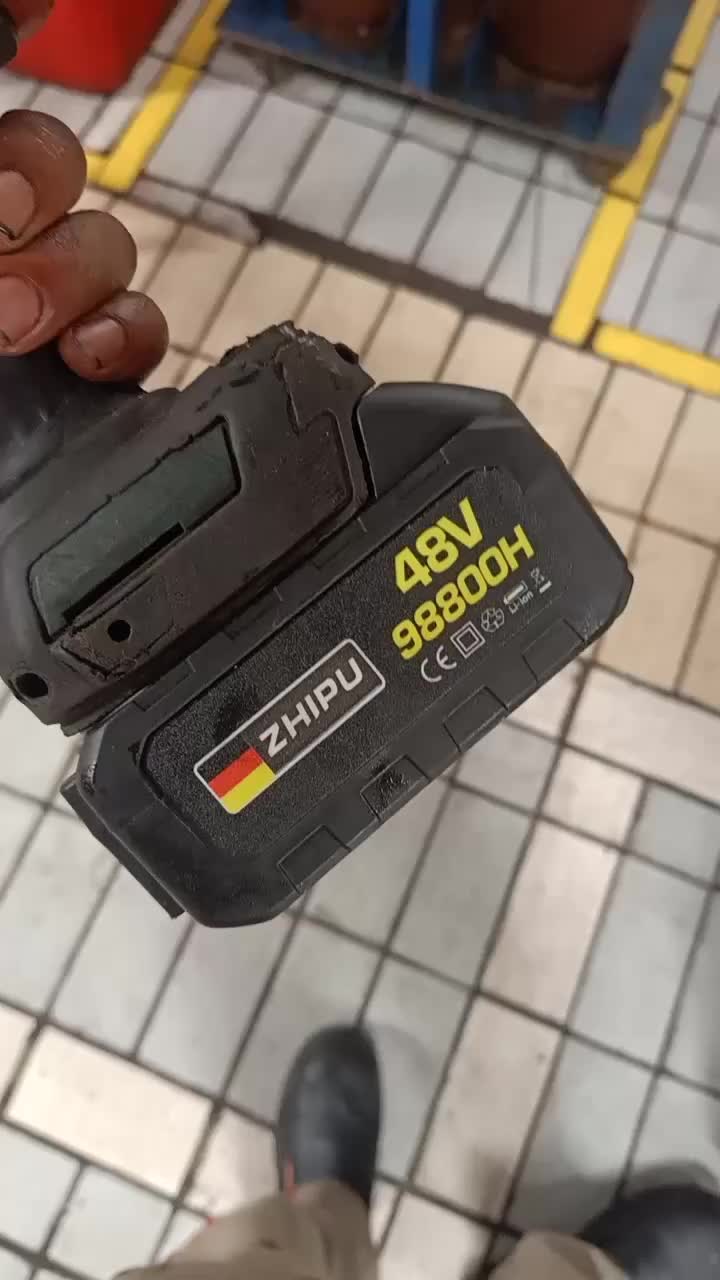 48V
98800H
CE
Li-ion
ZHIPU